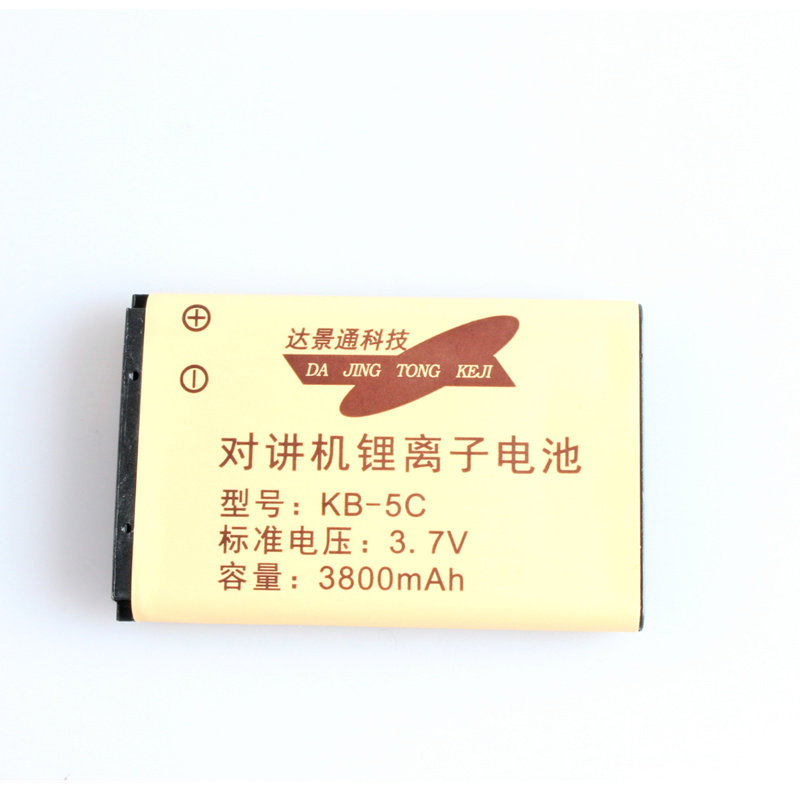 达景通科技
DA JING TONG KEJI
对讲机锂离子电池
型号：KB-5C
标准电压：3.7V
容量：3800mAh